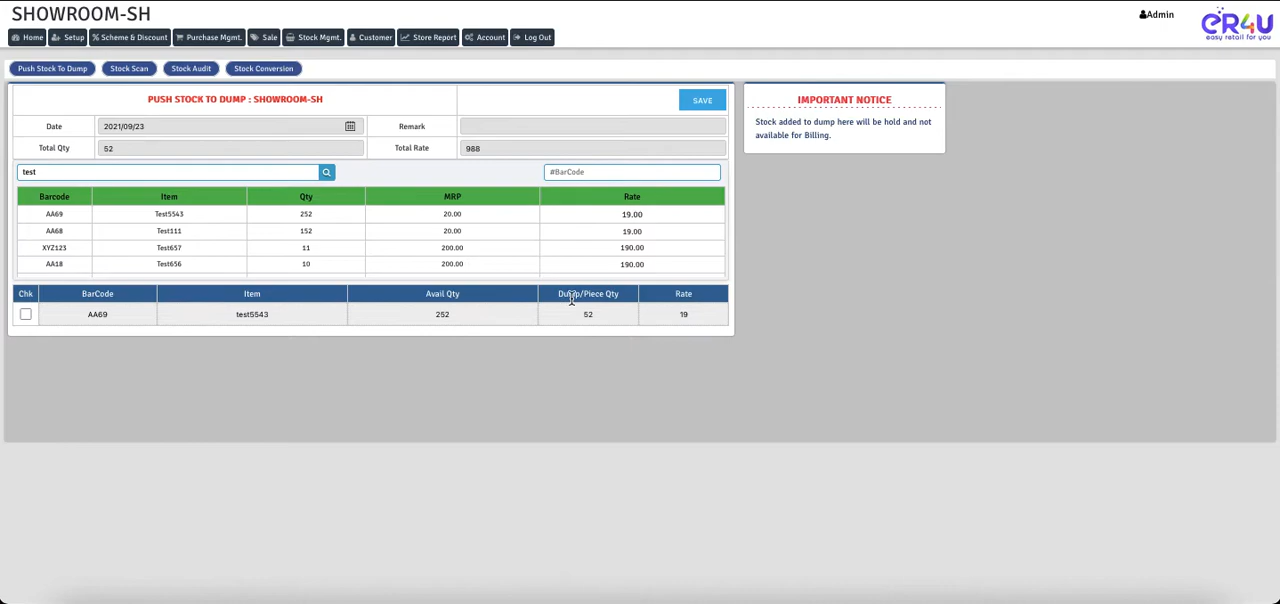 SHOWROOM-SH
Admin
eR4U
easy retail for you
Home Setup Scheme & Discount Purchase Mgmt. Sale Stock Mgmt. Customer Store Report Account Log Out
Push Stock To Dump Stock Scan Stock Audit Stock Conversion
PUSH STOCK TO DUMP : SHOWROOM-SH SAVE
Date 2021/09/23 Remark
Total Qty 52 Total Rate 988
test #BarCode
Barcode Item Qty MRP Rate
AA69 Test5543 252 20.00 19.00
AA68 Test111 152 20.00 19.00
XYZ123 Test657 11 200.00 190.00
AA18 Test656 10 200.00 190.00
Chk BarCode Item Avail Qty Dump/Piece Qty Rate
AA69 test5543 252 52 19
IMPORTANT NOTICE
Stock added to dump here will be hold and not
available for Billing.